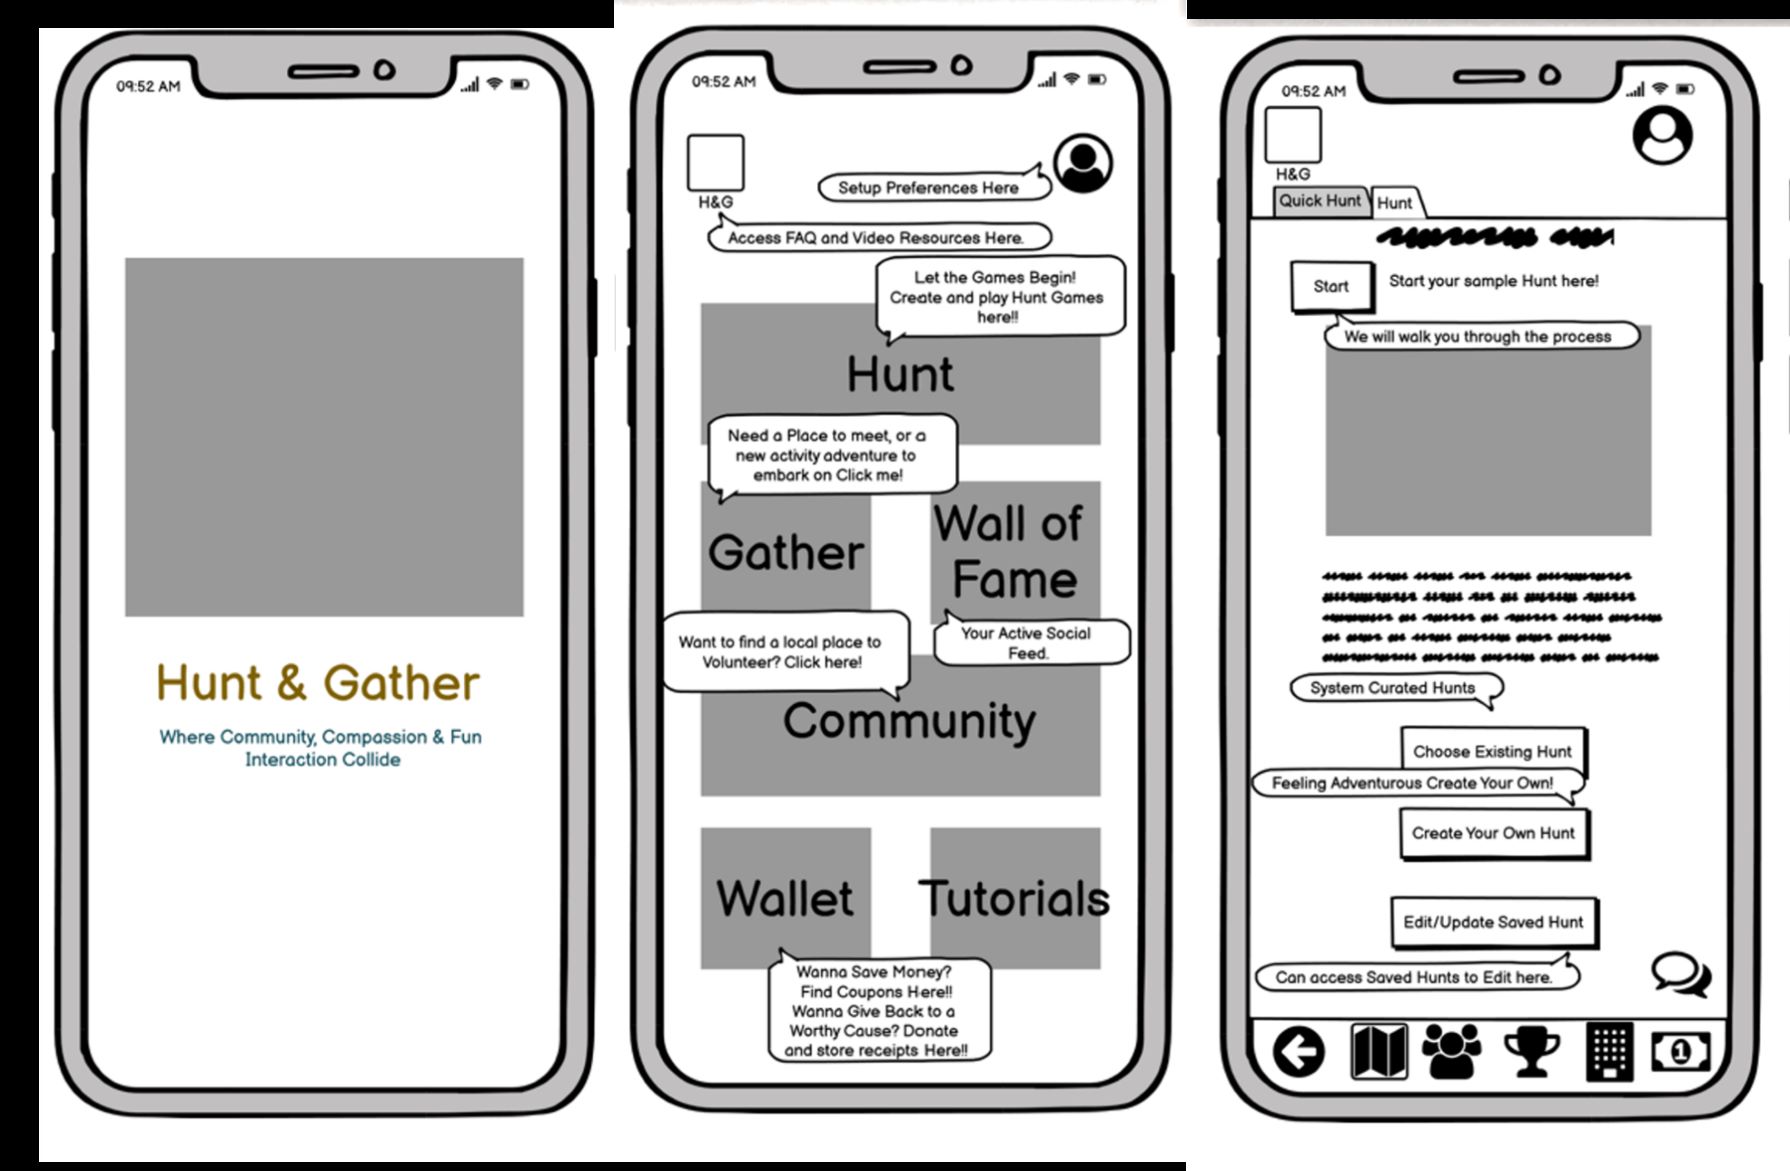 09:52 AM
Hunt & Gather
Where Community, Compassion & Fun
Interaction Collide
09:52 AM
H&G
Setup Preferences Here
Access FAQ and Video Resources Here.
Let the Games Begin!
Create and play Hunt Games
here!!
Hunt
Need a Place to meet, or a
new activity adventure to
embark on Click me!
Gather
Wall of
Fame
Want to find a local place to
Volunteer? Click here!
Your Active Social
Feed.
Community
Wallet
Tutorials
Wanna Save Money?
Find Coupons Here!!
Wanna Give Back to a
Worthy Cause? Donate
and store receipts Here!!
09:52 AM
H&G
Quick Hunt
Hunt
Start
Start your sample Hunt here!
We will walk you through the process
System Curated Hunts
Choose Existing Hunt
Feeling Adventurous Create Your Own!
Create Your Own Hunt
Edit/Update Saved Hunt
Can access Saved Hunts to Edit here.
1